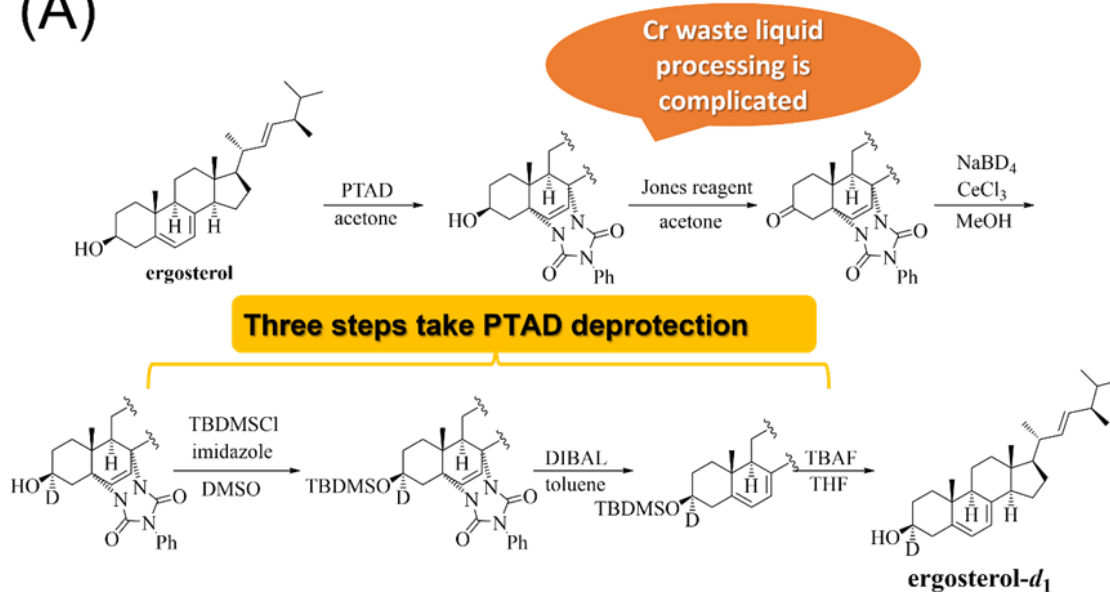 (A)
Cr waste liquid
processing is
complicated
PTAD
acetone
Jones reagent
acetone
NaBD4
CeCl3
MeOH
HO
H
H
ergosterol
HO
H
N
N
O
N
O
Ph
O
H
N
N
O
N
O
Ph
Three steps take PTAD deprotection
TBDMSCl
imidazole
DMSO
DIBAL
toluene
TBAF
THF
HO
D
H
N
N
O
N
O
Ph
TBDMSO
D
H
N
N
O
N
O
Ph
TBDMSO
D
H
HO
D
H
H
ergosterol-d1